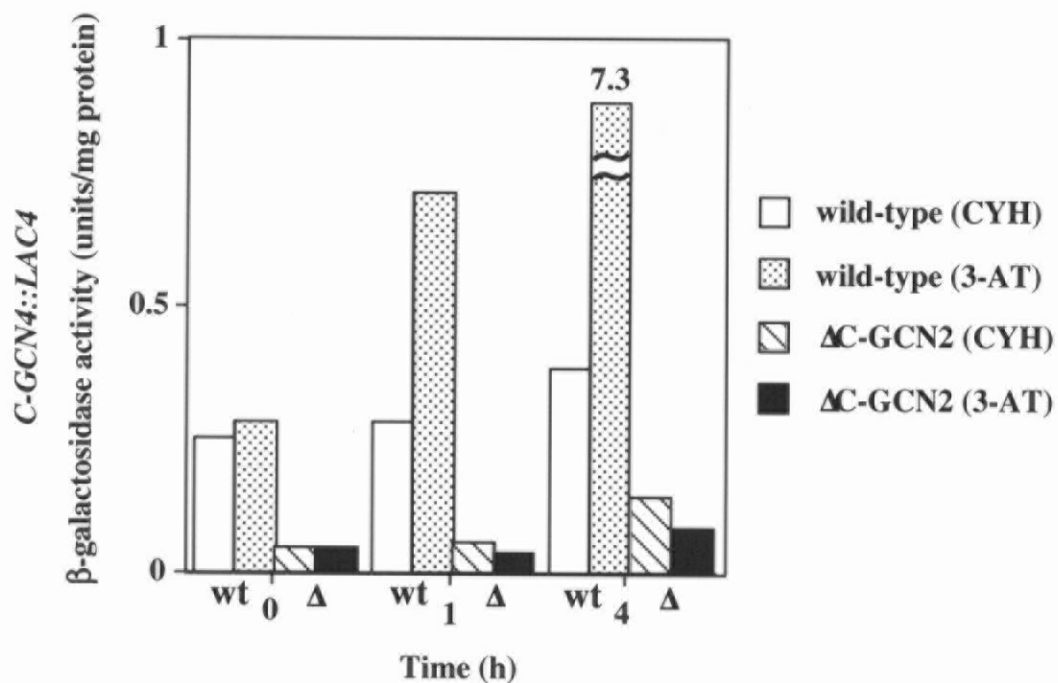 C-GCN4::LAC4
β-galactosidase activity (units/mg protein)
1
0.5
0
7.3
wt 0 Δ
wt 1 Δ
wt 4 Δ
Time (h)
wild-type (CYH)
wild-type (3-AT)
ΔC-GCN2 (CYH)
ΔC-GCN2 (3-AT)